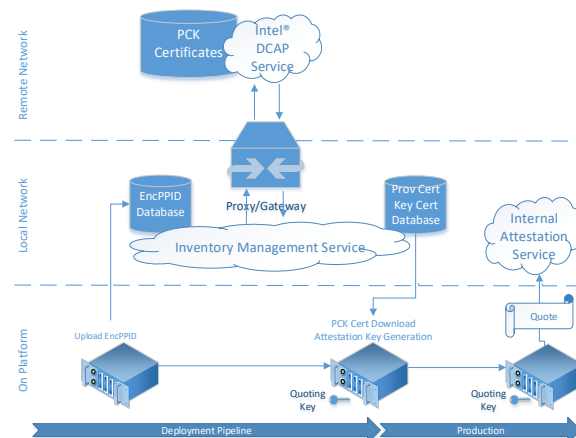 Remote Network
PCK
Certificates
Intel®
DCAP
Service
Local Network
EncPPID
Database
Proxy/Gateway
Prov Cert
Key Cert
Database
Inventory Management Service
Internal
Attestation
Service
On Platform
Upload EncPPID
PCK Cert Download
Attestation Key Generation
Quote
Quoting
Key
Quoting
Key
Deployment Pipeline
Production